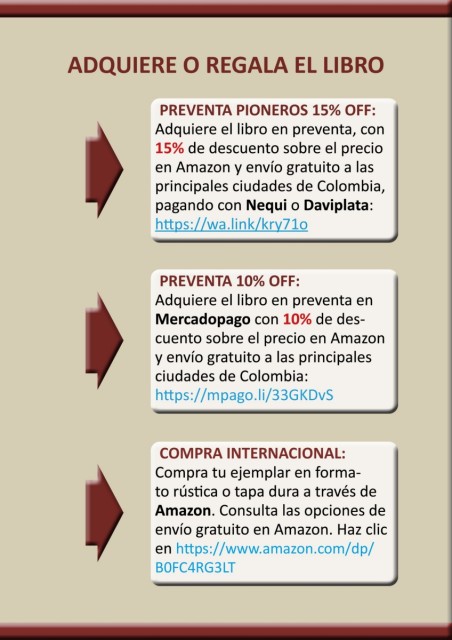 ADQUIERE O REGALA EL LIBRO
PREVENTA PIONEROS 15% OFF:
Adquiere el libro en preventa, con
15% de descuento sobre el precio
en Amazon y envío gratuito a las
principales ciudades de Colombia,
pagando con Nequi o Daviplata:
https://wa.link/kry71o
PREVENTA 10% OFF:
Adquiere el libro en preventa en
Mercadopago con 10% de des-
cuento sobre el precio en Amazon
y envío gratuito a las principales
ciudades de Colombia:
https://mpago.li/33GKDvS
COMPRA INTERNACIONAL:
Compra tu ejemplar en forma-
to rústica o tapa dura a través de
Amazon. Consulta las opciones de
envío gratuito en Amazon. Haz clic
en https://www.amazon.com/dp/
B0FC4RG3LT